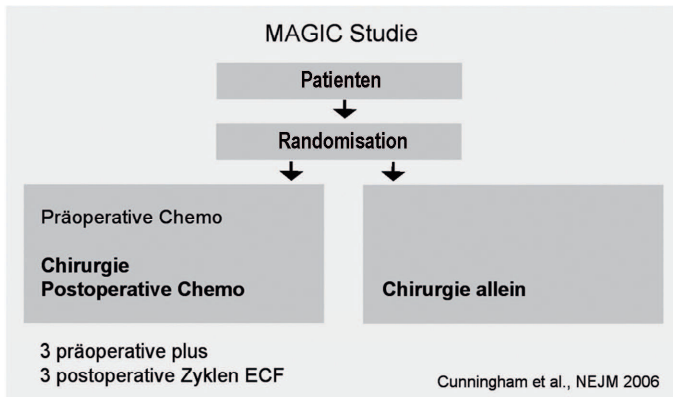 MAGIC Studie
Patienten
Randomisation
Präoperative Chemo
Chirurgie
Postoperative Chemo
Chirurgie allein
3 präoperative plus
3 postoperative Zyklen ECF
Cunningham et al., NEJM 2006